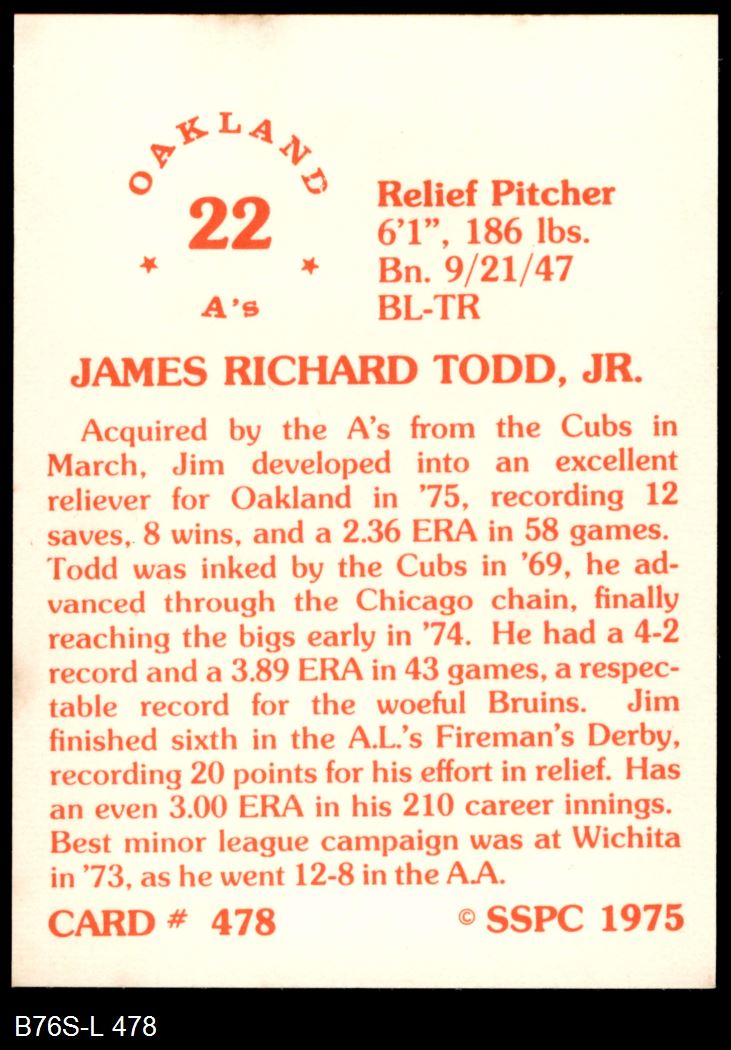 OAKLAND
22
A's
Relief Pitcher
6'1”, 186 lbs.
Bn. 9/21/47
BL-TR
JAMES RICHARD TODD, JR.
Acquired by the A's from the Cubs in
March, Jim developed into an excellent
reliever for Oakland in '75, recording 12
saves, 8 wins, and a 2.36 ERA in 58 games.
Todd was inked by the Cubs in '69, he ad-
vanced through the Chicago chain, finally
reaching the bigs early in '74. He had a 4-2
record and a 3.89 ERA in 43 games, a respec-
table record for the woeful Bruins. Jim
finished sixth in the A.L.'s Fireman's Derby,
recording 20 points for his effort in relief. Has
an even 3.00 ERA in his 210 career innings.
Best minor league campaign was at Wichita
in '73, as he went 12-8 in the A.A.
CARD # 478
© SSPC 1975
B76S-L 478